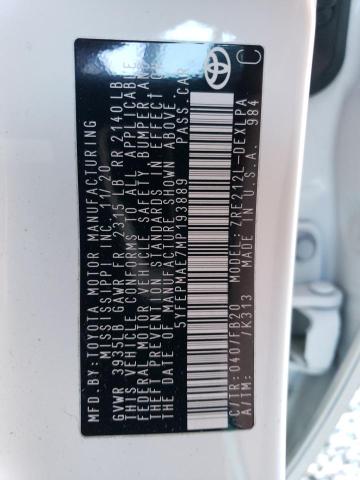 MFD.BY:TOYOTA MOTOR MANUFACTURING
MISSISSIPPI INC. 11/20
GVWR 3935LB GAWR FR 2315 LB RR 2140LB
THIS VEHICLE CONFORMS TO ALL APPLICABLE
FEDERAL MOTOR VEHICLE SAFETY BUMPER AND
THEFT PREVENTION STANDARDS IN EFFECT ON
THE DATE OF MANUFACTURE SHOWN ABOVE.
5YFEPMAE7MP193889 PASS.CAR
C/TR:040/FB20 MODEL: ZRE212L-DEXEPA
A/TM: /K313 MADE IN U.S.A. 984
C